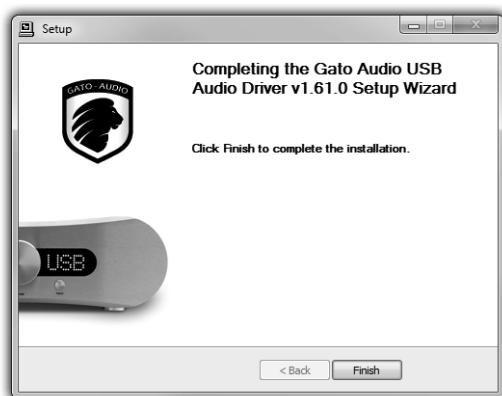 Setup
GATO-AUDIO
Completing the Gato Audio USB
Audio Driver v1.61.0 Setup Wizard
Click Finish to complete the installation.
USB
< Back
Finish